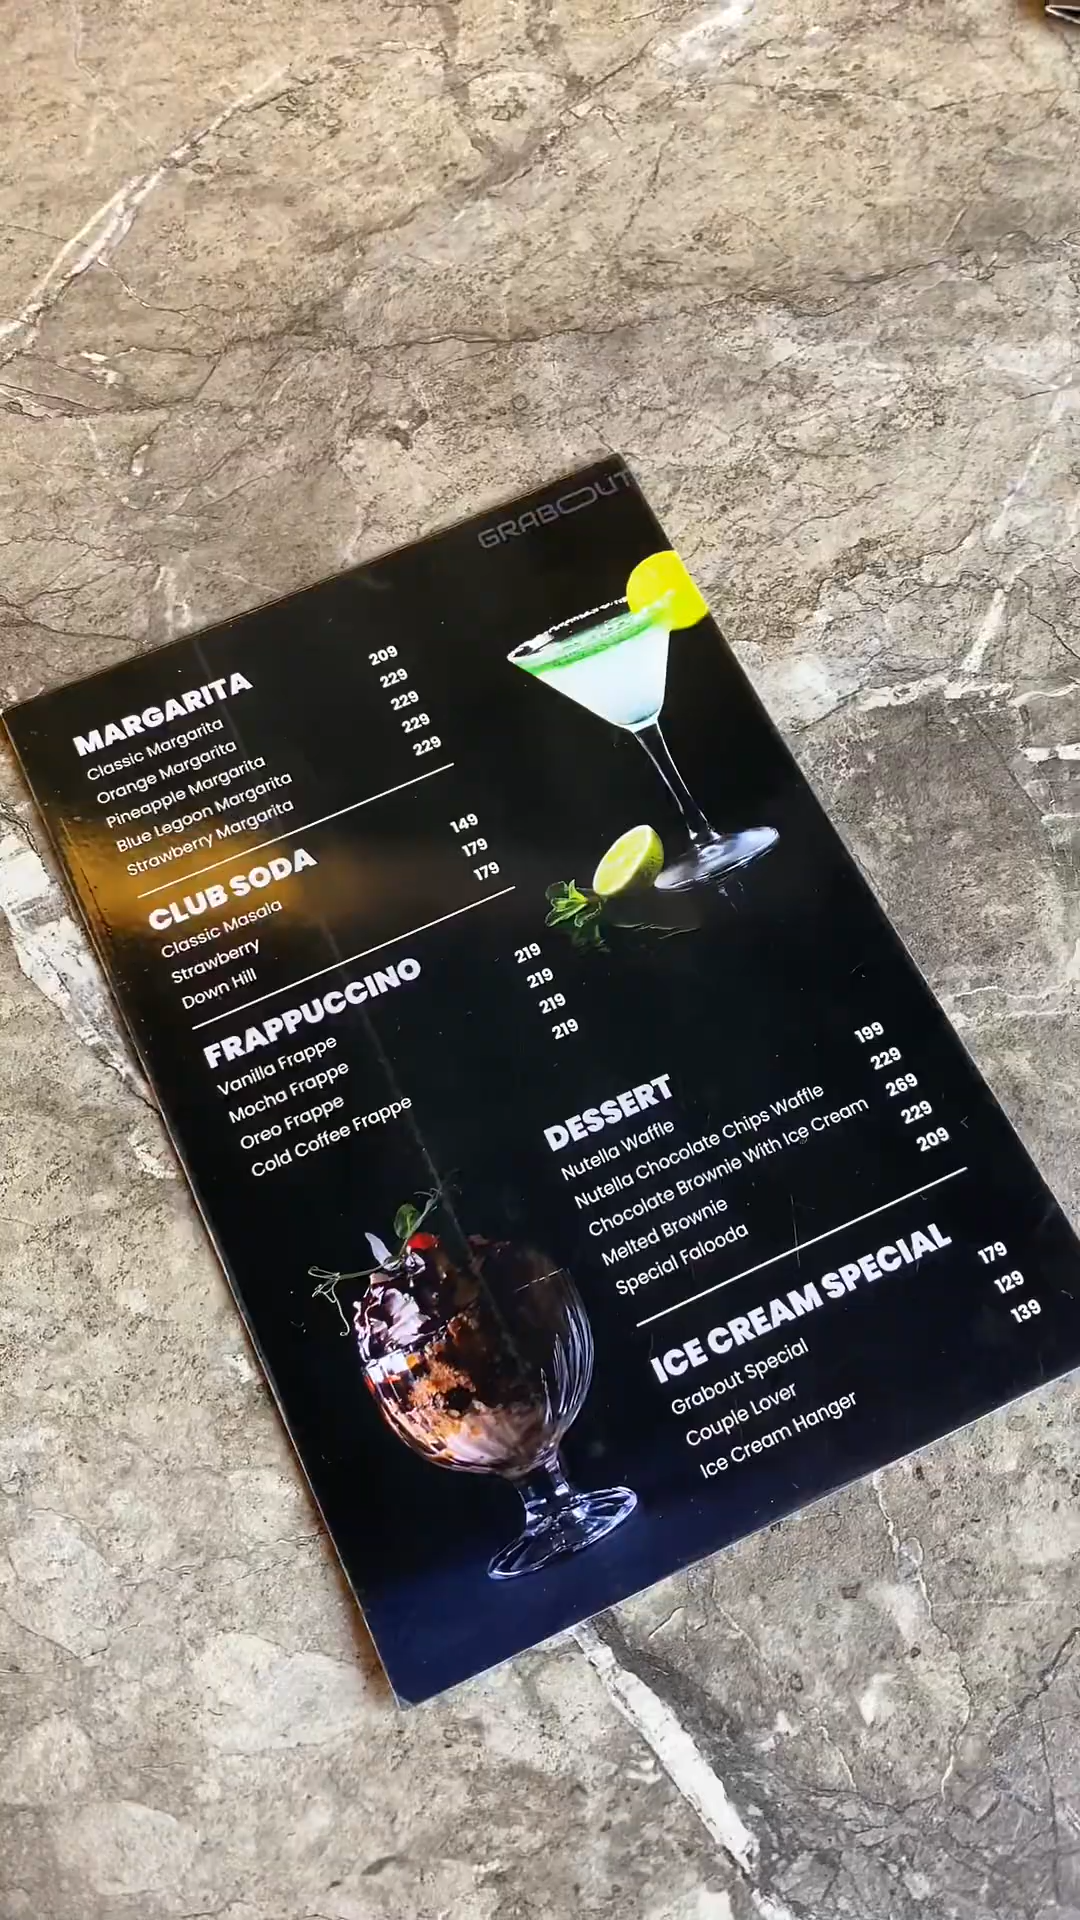 GRABOUT
MARGARITA
Classic Margarita 209
Orange Margarita 229
Pineapple Margarita 229
Blue Legoon Margarita 229
Strawberry Margarita 229
CLUB SODA
Classic Masala 149
Strawberry 179
Down Hill 179
FRAPPUCCINO
Vanilla Frappe 219
Mocha Frappe 219
Oreo Frappe 219
Cold Coffee Frappe 219
DESSERT
Nutella Waffle 199
Nutella Chocolate Chips Waffle 229
Chocolate Brownie With Ice Cream 269
Melted Brownie 229
Special Falooda 209
ICE CREAM SPECIAL
Grabout Special 179
Couple Lover 129
Ice Cream Hanger 139